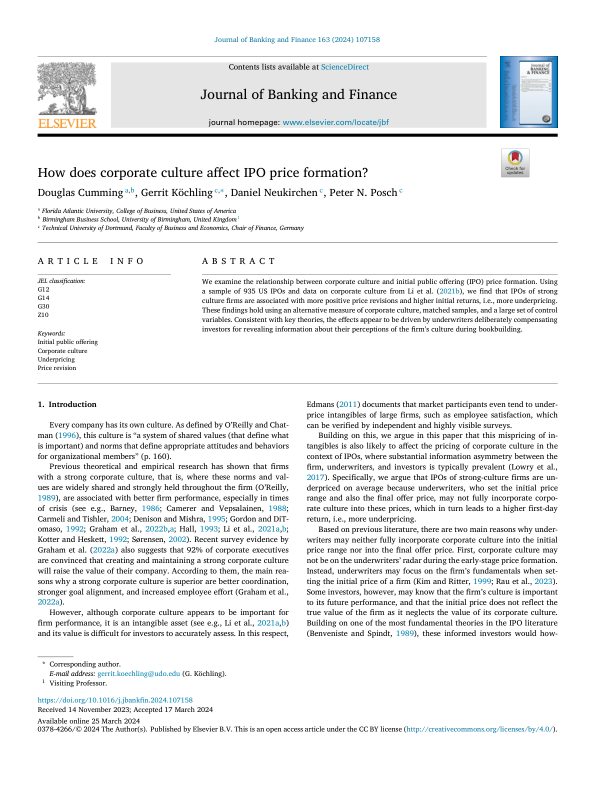 Journal of Banking and Finance 163 (2024) 107158
Contents lists available at ScienceDirect
Journal of Banking and Finance
journal homepage: www.elsevier.com/locate/jbf
ELSEVIER
Journal of
BANKING
& FINANCE
Check for
updates
How does corporate culture affect IPO price formation?
Douglas Cumming a,b, Gerrit Köchling c,*, Daniel Neukirchen c, Peter N. Posch c
a Florida Atlantic University, College of Business, United States of America
b Birmingham Business School, University of Birmingham, United Kingdom 1
c Technical University of Dortmund, Faculty of Business and Economics, Chair of Finance, Germany
ARTICLE INFO
JEL classification:
G12
G14
G30
Z10
Keywords:
Initial public offering
Corporate culture
Underpricing
Price revision
ABSTRACT
We examine the relationship between corporate culture and initial public offering (IPO) price formation. Using
a sample of 935 US IPOs and data on corporate culture from Li et al. (2021b), we find that IPOs of strong
culture firms are associated with more positive price revisions and higher initial returns, i.e., more underpricing.
These findings hold using an alternative measure of corporate culture, matched samples, and a large set of control
variables. Consistent with key theories, the effects appear to be driven by underwriters deliberately compensating
investors for revealing information about their perceptions of the firm's culture during bookbuilding.
1. Introduction
Every company has its own culture. As defined by O'Reilly and Chat-
man (1996), this culture is "a system of shared values (that define what
is important) and norms that define appropriate attitudes and behaviors
for organizational members" (p. 160).
Previous theoretical and empirical research has shown that firms
with a strong corporate culture, that is, where these norms and val-
ues are widely shared and strongly held throughout the firm (O'Reilly,
1989), are associated with better firm performance, especially in times
of crisis (see e.g., Barney, 1986; Camerer and Vepsalainen, 1988;
Carmeli and Tishler, 2004; Denison and Mishra, 1995; Gordon and DiT-
omaso, 1992; Graham et al., 2022b,a; Hall, 1993; Li et al., 2021a,b;
Kotter and Heskett, 1992; Sørensen, 2002). Recent survey evidence by
Graham et al. (2022a) also suggests that 92% of corporate executives
are convinced that creating and maintaining a strong corporate culture
will raise the value of their company. According to them, the main rea-
sons why a strong corporate culture is superior are better coordination,
stronger goal alignment, and increased employee effort (Graham et al.,
2022a).
However, although corporate culture appears to be important for
firm performance, it is an intangible asset (see e.g., Li et al., 2021a,b)
and its value is difficult for investors to accurately assess. In this respect,
Edmans (2011) documents that market participants even tend to under-
price intangibles of large firms, such as employee satisfaction, which
can be verified by independent and highly visible surveys.
Building on this, we argue in this paper that this mispricing of in-
tangibles is also likely to affect the pricing of corporate culture in the
context of IPOs, where substantial information asymmetry between the
firm, underwriters, and investors is typically prevalent (Lowry et al.,
2017). Specifically, we argue that IPOs of strong-culture firms are un-
derpriced on average because underwriters, who set the initial price
range and also the final offer price, may not fully incorporate corpo-
rate culture into these prices, which in turn leads to a higher first-day
return, i.e., more underpricing.
Based on previous literature, there are two main reasons why under-
writers may neither fully incorporate corporate culture into the initial
price range nor into the final offer price. First, corporate culture may
not be on the underwriters' radar during the early-stage price formation.
Instead, underwriters may focus on the firm's fundamentals when set-
ting the initial price of a firm (Kim and Ritter, 1999; Rau et al., 2023).
Some investors, however, may know that the firm's culture is important
to its future performance, and that the initial price does not reflect the
true value of the firm as it neglects the value of its corporate culture.
Building on one of the most fundamental theories in the IPO literature
(Benveniste and Spindt, 1989), these informed investors would how-
* Corresponding author.
E-mail address: gerrit.koechling@udo.edu (G. Köchling).
1 Visiting Professor.
https://doi.org/10.1016/j.jbankfin.2024.107158
Received 14 November 2023; Accepted 17 March 2024
Available online 25 March 2024
0378-4266/© 2024 The Author(s). Published by Elsevier B.V. This is an open access article under the CC BY license (http://creativecommons.org/licenses/by/4.0/).